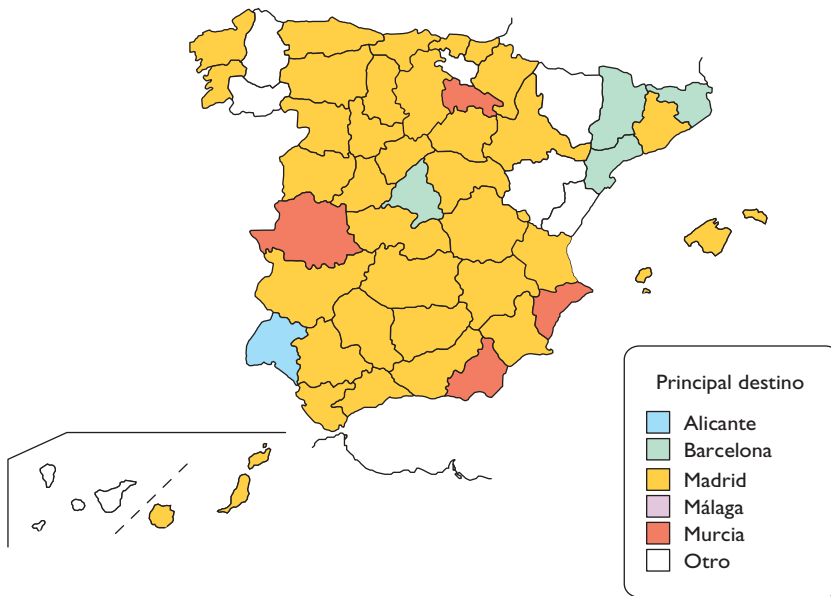 Principal destino
Alicante
Barcelona
Madrid
Málaga
Murcia
Otro